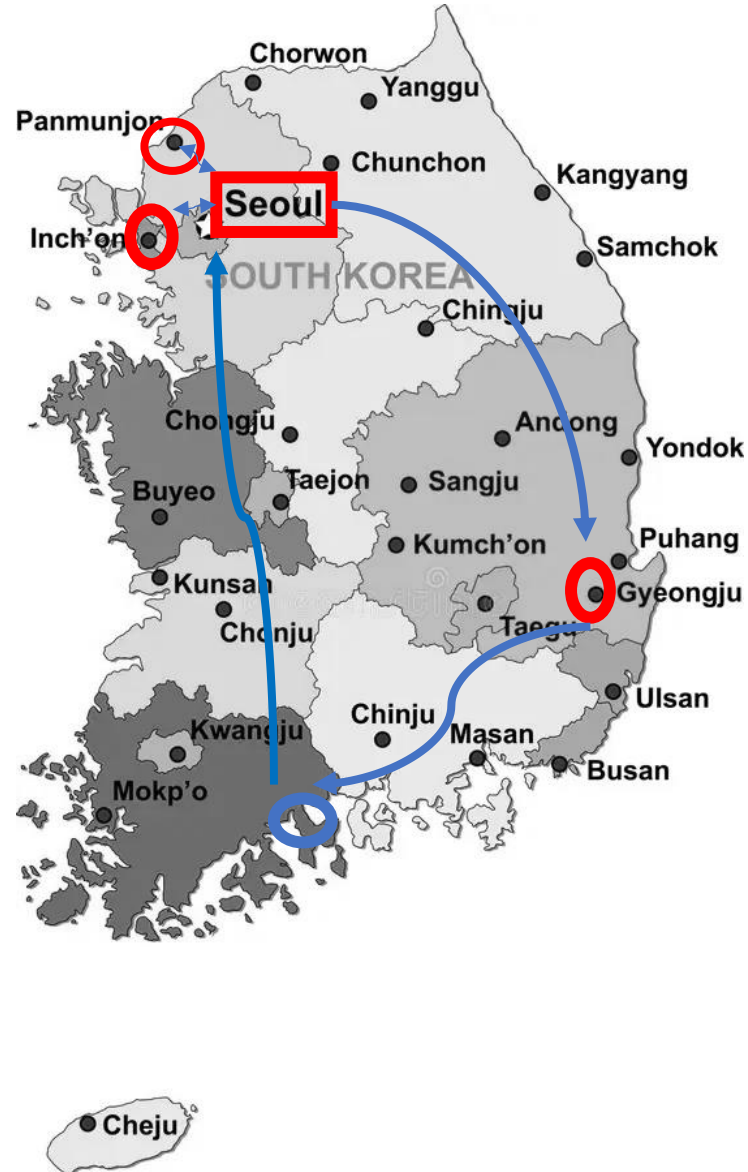 Chorwon
Yanggu
Panmunjon
Chunchon
Kangyang
Seoul
Inch'on
Samchok
SOUTH KOREA
Chingju
Chongju
Andong
Yondok
Taejon
Sangju
Buyeo
Puhang
Kumch'on
Kunsan
Gyeongju
Chonju
Taegu
Ulsan
Chinju
Kwangju
Masan
Busan
Mokp'o
Cheju